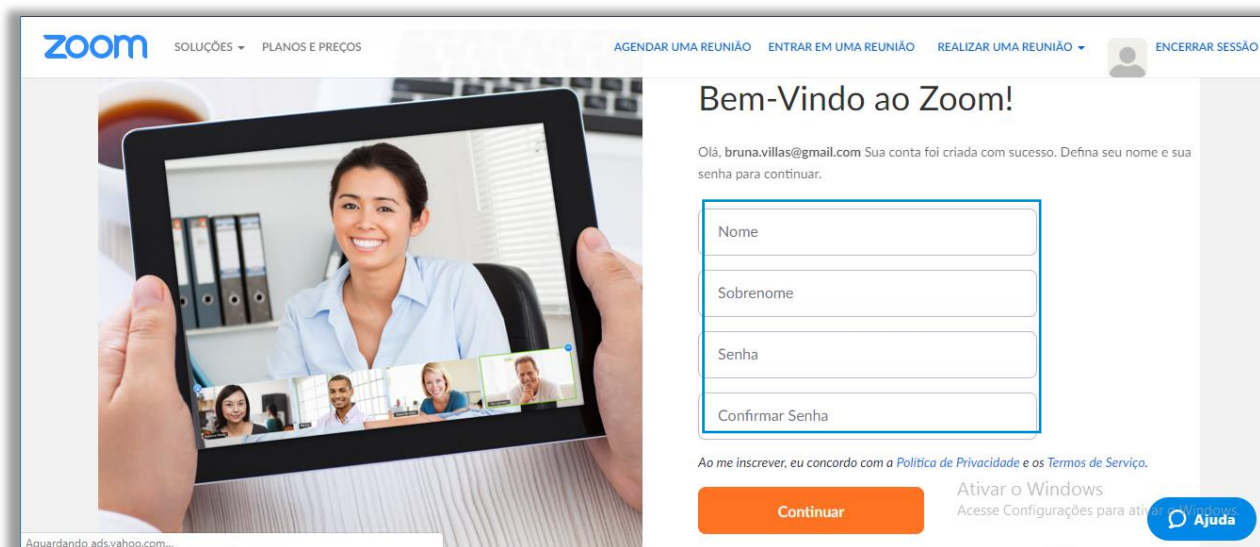 zoom SOLUÇÕES PLANOS E PREÇOS AGENDAR UMA REUNIÃO ENTRAR EM UMA REUNIÃO REALIZAR UMA REUNIÃO ENCERRAR SESSÃO
Bem-Vindo ao Zoom!
Olá, bruna.villas@gmail.com Sua conta foi criada com sucesso. Defina seu nome e sua
senha para continuar.
Nome
Sobrenome
Senha
Confirmar Senha
Ao me inscrever, eu concordo com a Política de Privacidade e os Termos de Serviço.
Continuar
Ativar o Windows
Acesse Configurações para ativar o Windows.
Ajuda
Aguardando ads.yahoo.com...